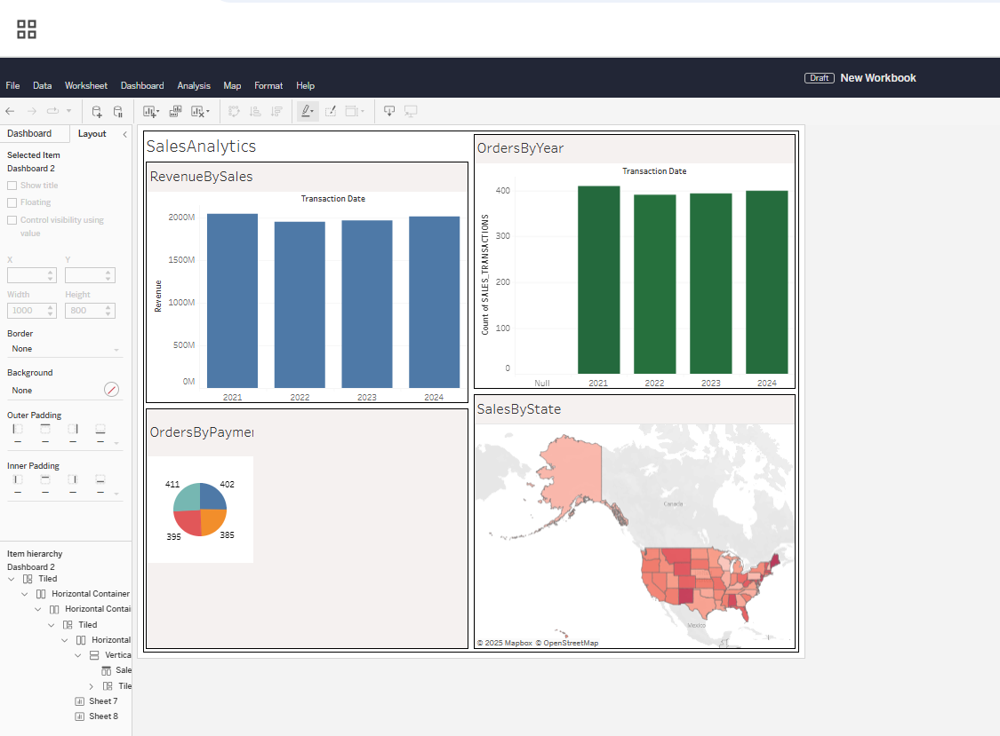 Draft New Workbook
File Data Worksheet Dashboard Analysis Map Format Help
Dashboard Layout
Selected Item
Dashboard 2
Show title
Floating
Control visibility using
value
X Y
Width Height
1000 800
Border
None
Background
None
Outer Padding
Inner Padding
Item hierarchy
Dashboard 2
Tiled
Horizontal Container
Horizontal Contai
Tiled
Horizontal
Vertica
Sale
Tile
Sheet 7
Sheet 8
SalesAnalytics
RevenueBySales
Transaction Date
Revenue
2000M
1500M
1000M
500M
0M
2021 2022 2023 2024
OrdersByPaymer
411 402
395 385
OrdersByYear
Transaction Date
Count of SALES_TRANSACTIONS
400
300
200
100
0
Null 2021 2022 2023 2024
SalesByState
Canada
Mexico
© 2025 Mapbox © OpenStreetMap